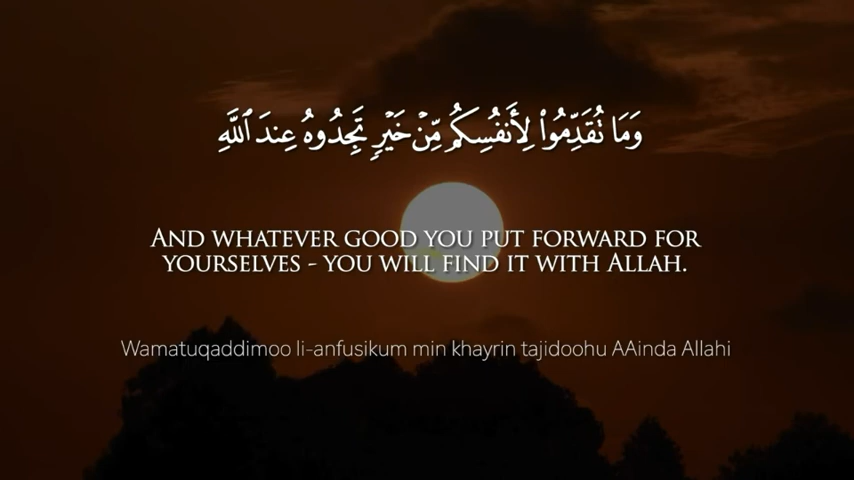 وَمَا تُقَدِّمُوا۟ لِأَنفُسِكُم مِّنْ خَيْرٍ تَجِدُوهُ عِندَ ٱللَّهِ
AND WHATEVER GOOD YOU PUT FORWARD FOR
YOURSELVES - YOU WILL FIND IT WITH ALLAH.
Wamatuqaddimoo li-anfusikum min khayrin tajidoohu AAinda Allahi